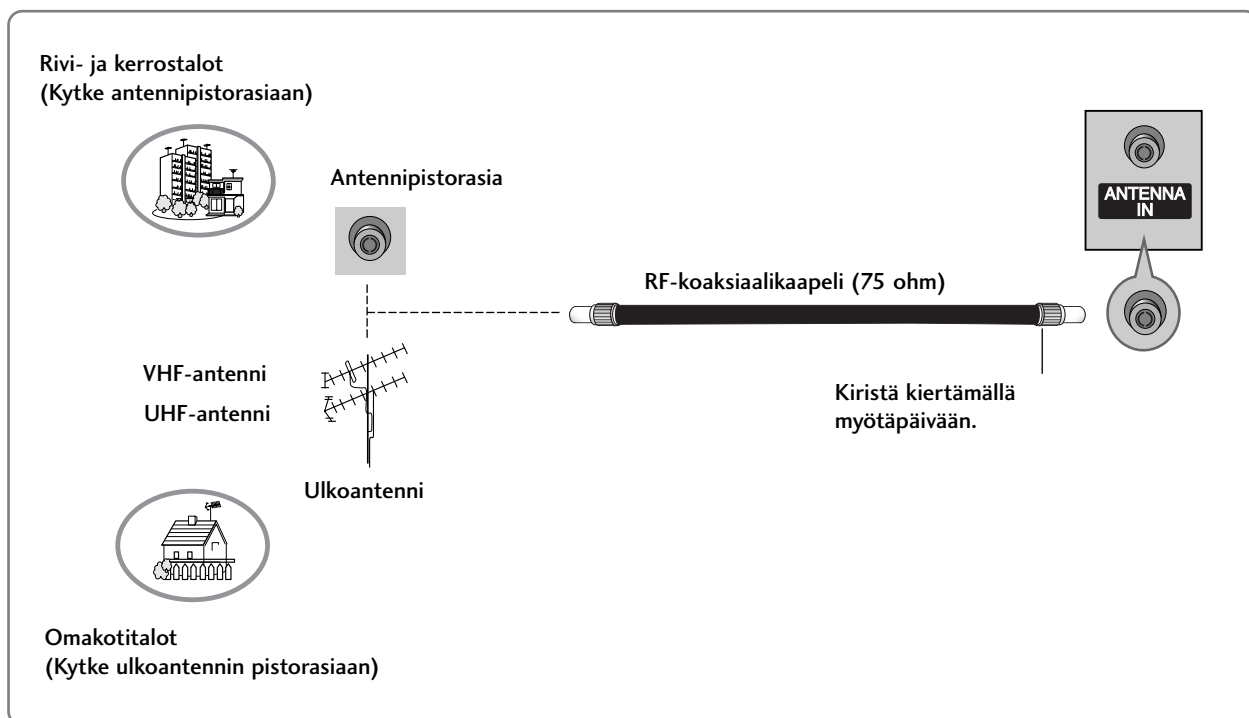 Rivi- ja kerrostalot
(Kytke antennipistorasiaan)
Antennipistorasia
ANTENNA
IN
RF-koaksiaalikaapeli (75 ohm)
VHF-antenni
UHF-antenni
Kiristä kiertämällä
myötäpäivään.
Ulkoantenni
Omakotitalot
(Kytke ulkoantennin pistorasiaan)